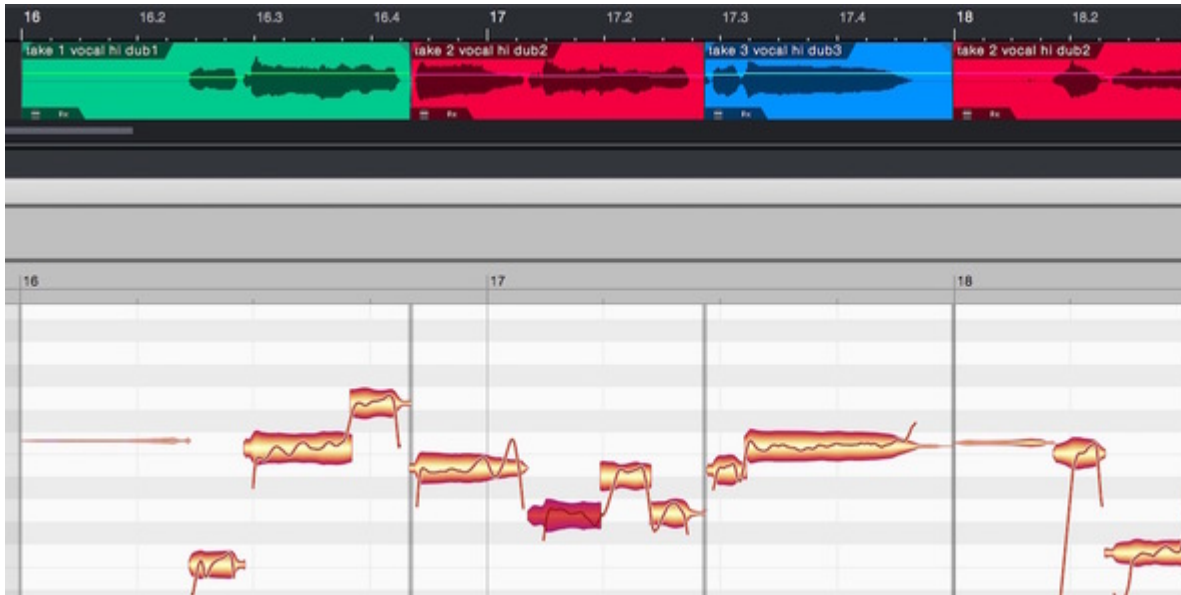 16 16.2 16.3 16.4 17 17.2 17.3 17.4 18 18.2
take 1 vocal hi dub1 take 2 vocal hi dub2 take 3 vocal hi dub3 take 2 vocal hi dub2
16 17 18